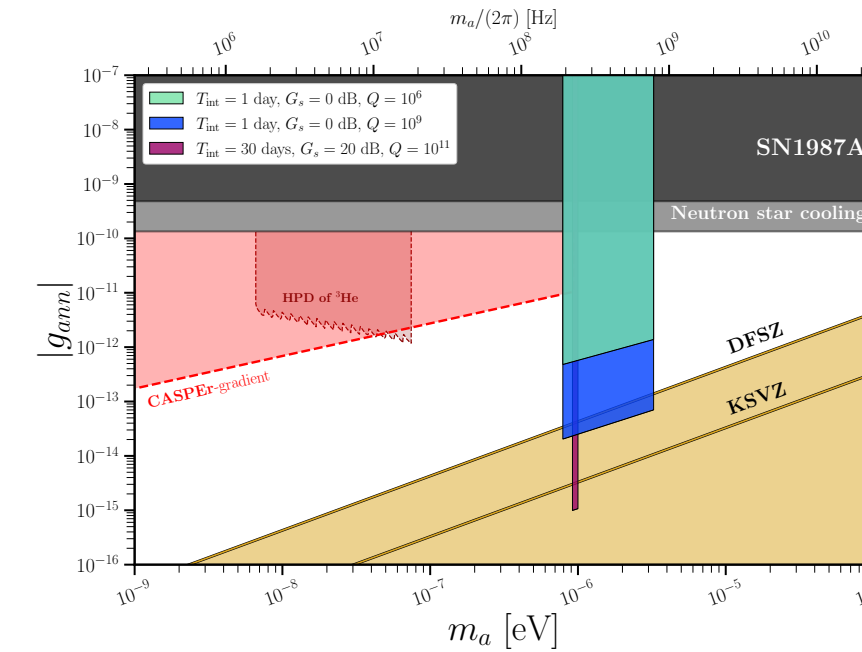 m_a/(2π) [Hz]
10^6 10^7 10^8 10^9 10^10
10^−7
T_int = 1 day, G_s = 0 dB, Q = 10^6
T_int = 1 day, G_s = 0 dB, Q = 10^9
T_int = 30 days, G_s = 20 dB, Q = 10^11
10^−8
SN1987A
10^−9
Neutron star cooling
10^−10
10^−11
HPD of ^3He
|g_ann|
10^−12
DFSZ
CASPEr-gradient
KSVZ
10^−13
10^−14
10^−15
10^−16
10^−9 10^−8 10^−7 10^−6 10^−5
m_a [eV]